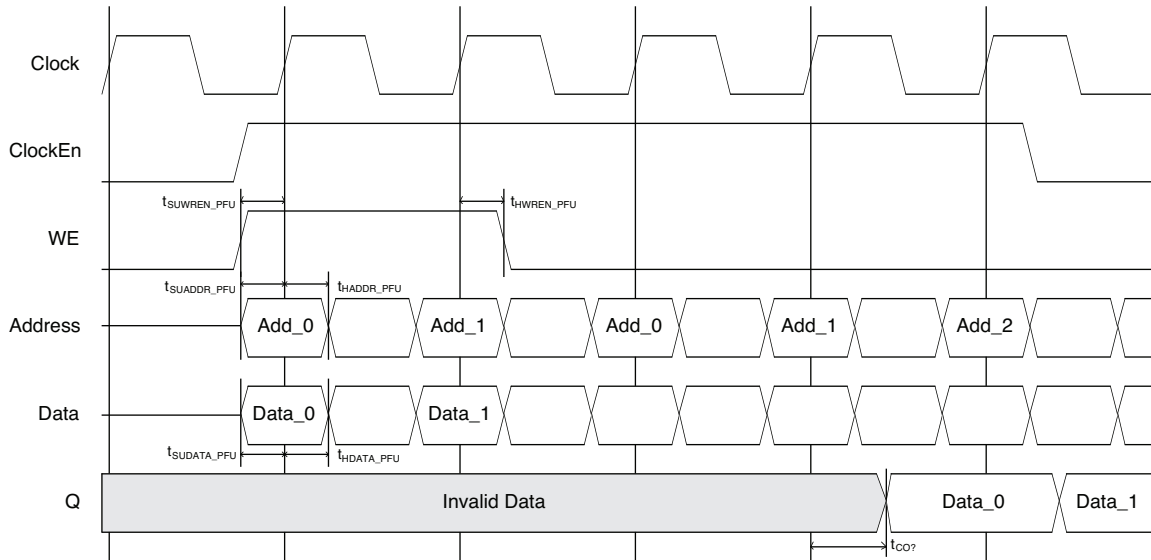 Clock
ClockEn
tSUWREN_PFU
tHWREN_PFU
WE
tSUADDR_PFU
tHADDR_PFU
Address
Add_0
Add_1
Add_0
Add_1
Add_2
Data
Data_0
Data_1
tSUDATA_PFU
tHDATA_PFU
Q
Invalid Data
Data_0
Data_1
tCO?